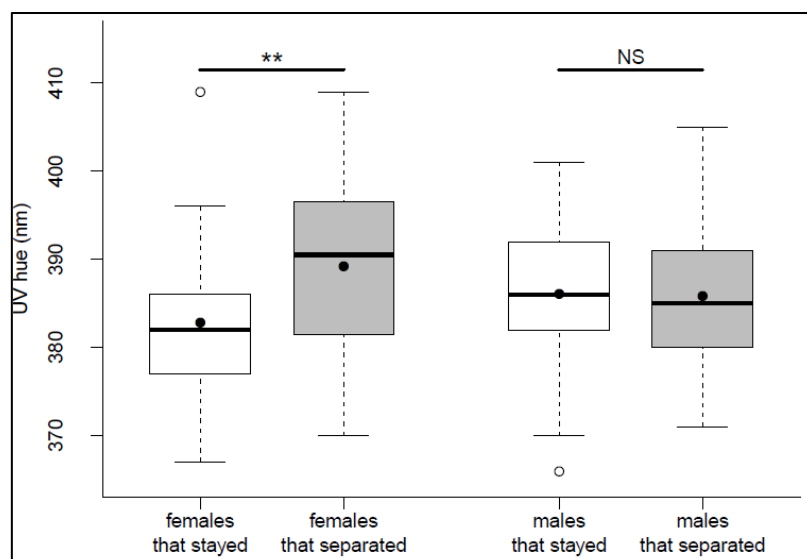 ** NS
UV hue (nm)
410
400
390
380
370
females
that stayed
females
that separated
males
that stayed
males
that separated